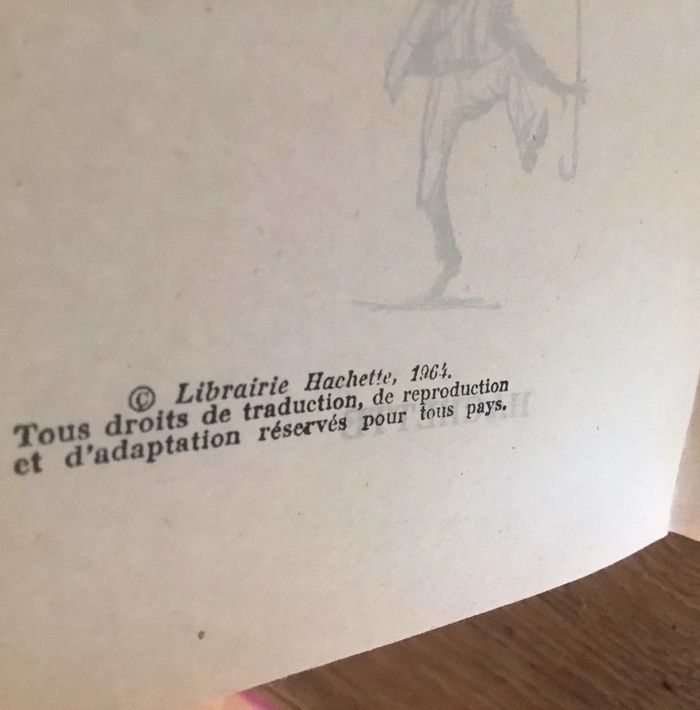 © Librairie Hachette, 1964.
Tous droits de traduction, de reproduction
et d'adaptation réservés pour tous pays.